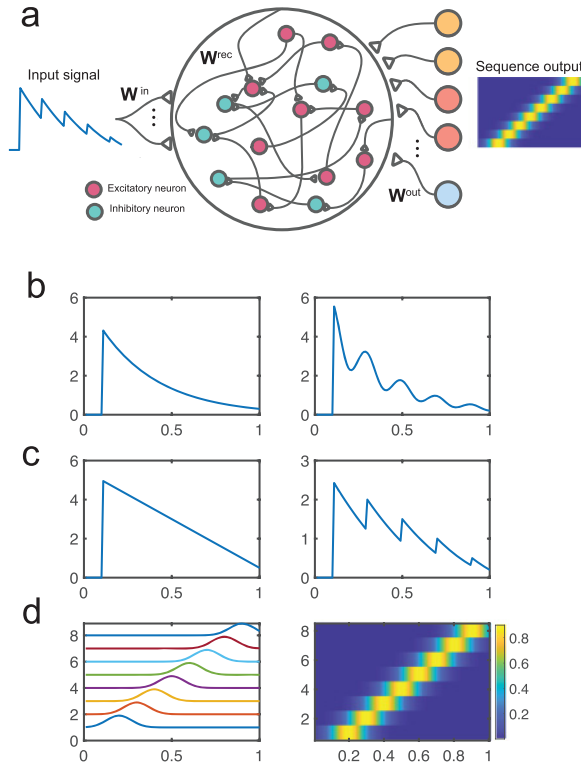 a
Input signal
W in
W rec
Sequence output
W out
Excitatory neuron
Inhibitory neuron
b
6
4
2
0
0 0.5 1
6
4
2
0
0 0.5 1
c
6
4
2
0
0 0.5 1
3
2
1
0
0 0.5 1
d
8
6
4
2
0
0 0.5 1
8
6
4
2
0.2 0.4 0.6 0.8 1
0.8
0.6
0.4
0.2